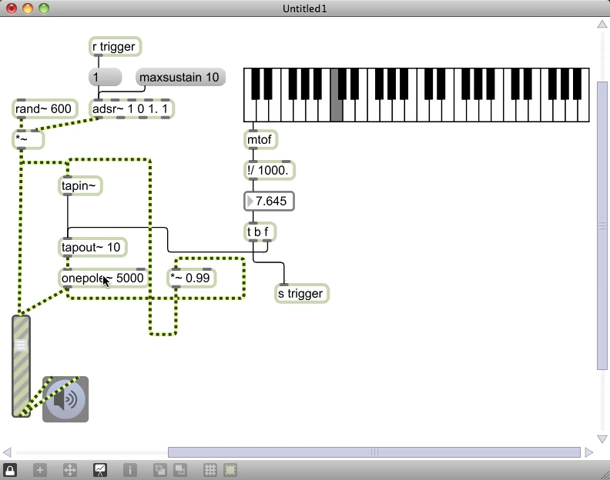 Untitled1
r trigger
1
maxsustain 10
rand~ 600
adsr~ 1 0 1. 1
*~
mtof
!/ 1000.
tapin~
7.645
t b f
tapout~ 10
onepole~ 5000
*~ 0.99
s trigger